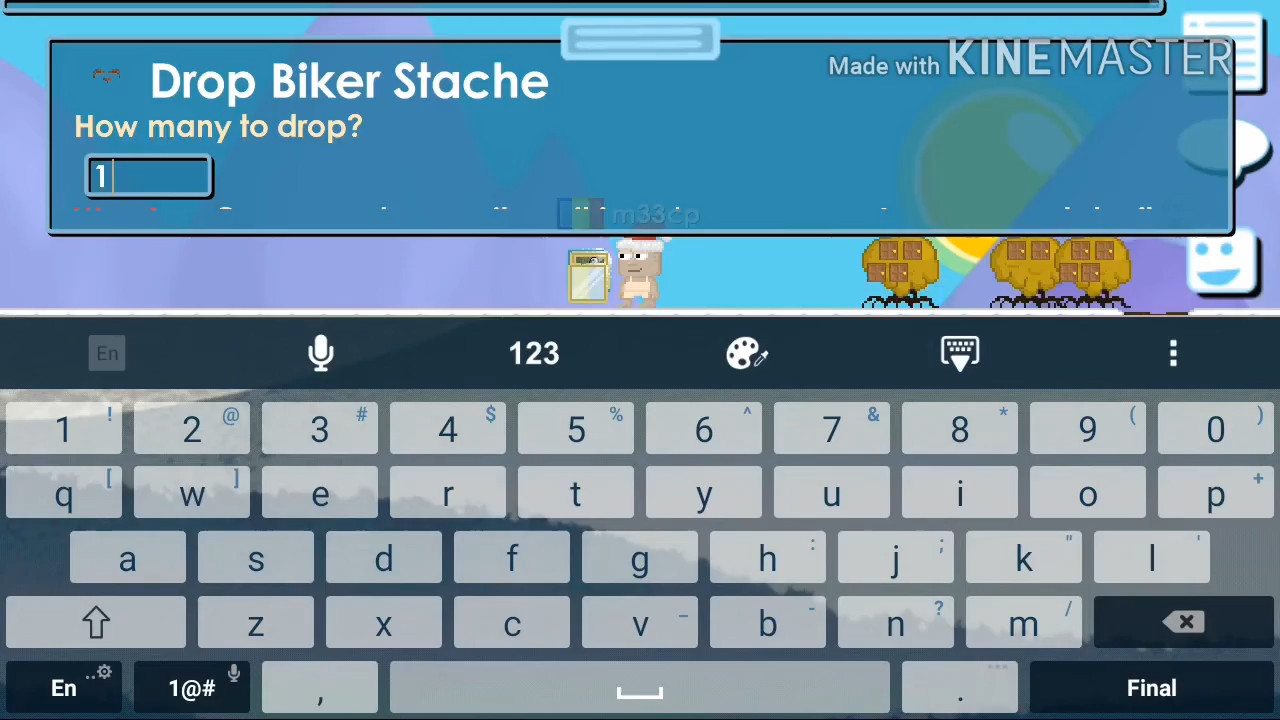 Made with KINEMASTER
Drop Biker Stache
How many to drop?
1
m33cp
En
123
1 ! 2 @ 3 # 4 $ 5 % 6 ^ 7 & 8 * 9 ( 0 )
q [ w ] e r t y u i o p +
a s d f g h : j ; k " l '
z x c v _ b - n ? m /
En 1@# , . Final